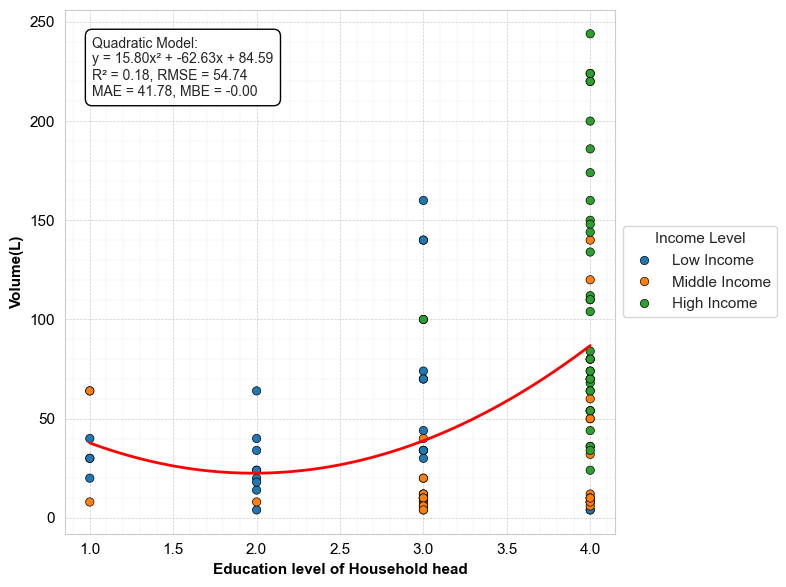 Quadratic Model:
y = 15.80x² + -62.63x + 84.59
R² = 0.18, RMSE = 54.74
MAE = 41.78, MBE = -0.00
250
200
150
100
50
0
Volume(L)
1.0 1.5 2.0 2.5 3.0 3.5 4.0
Education level of Household head
Income Level
Low Income
Middle Income
High Income